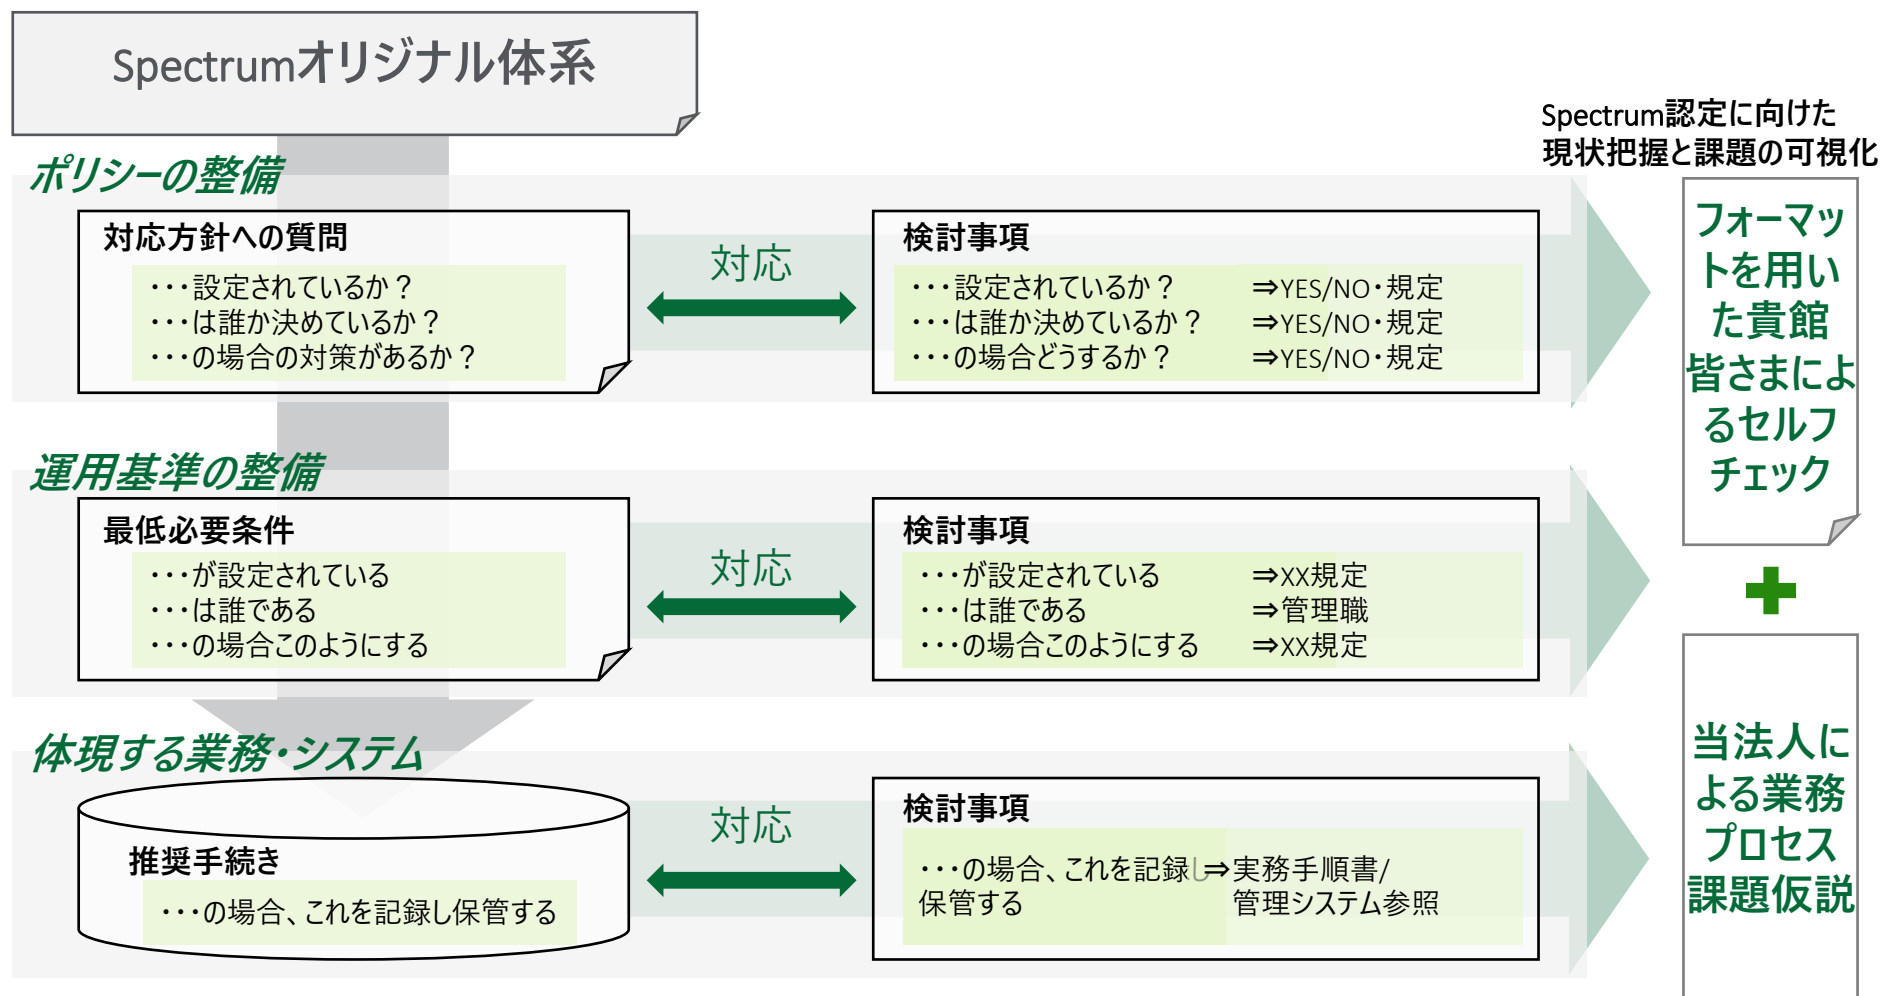 Spectrumオリジナル体系
Spectrum認定に向けた
現状把握と課題の可視化
ポリシーの整備
対応方針への質問
・・・設定されているか？
・・・は誰か決めているか？
・・・の場合の対策があるか？
対応
検討事項
・・・設定されているか？ ⇒YES/NO・規定
・・・は誰か決めているか？ ⇒YES/NO・規定
・・・の場合どうするか？ ⇒YES/NO・規定
運用基準の整備
最低必要条件
・・・が設定されている
・・・は誰である
・・・の場合このようにする
対応
検討事項
・・・が設定されている ⇒XX規定
・・・は誰である ⇒管理職
・・・の場合このようにする ⇒XX規定
体現する業務・システム
推奨手続き
・・・の場合、これを記録し保管する
対応
検討事項
・・・の場合、これを記録し ⇒実務手順書/
保管する 管理システム参照
フォーマッ
トを用い
た貴館
皆さまによ
るセルフ
チェック
当法人に
よる業務
プロセス
課題仮説